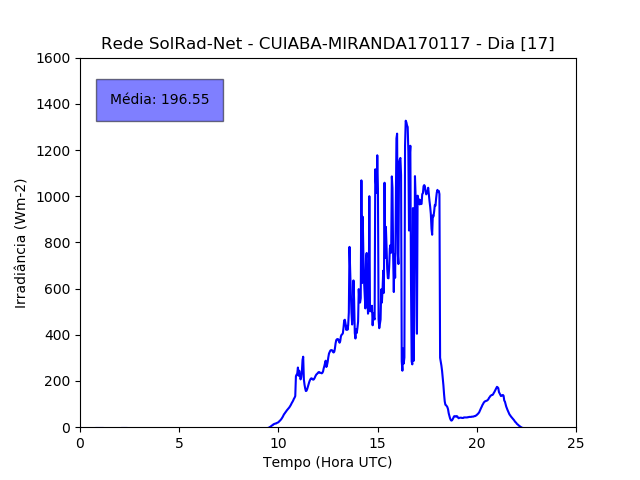 Rede SolRad-Net - CUIABA-MIRANDA170117 - Dia [17]
1600
1400
1200
1000
800
600
400
200
0
Média: 196.55
Irradiância (Wm-2)
0 5 10 15 20 25
Tempo (Hora UTC)